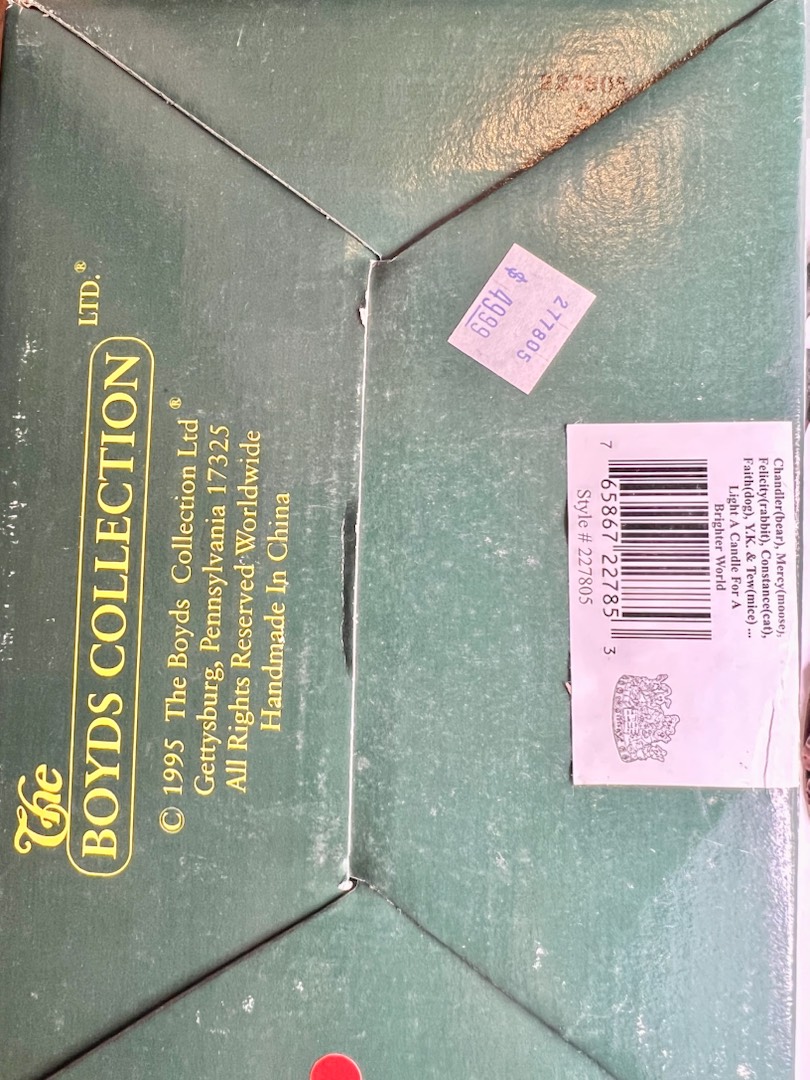 The
BOYDS COLLECTION
LTD.®
© 1995 The Boyds Collection Ltd®
Gettysburg, Pennsylvania 17325
All Rights Reserved Worldwide
Handmade In China
227805
277805
$ 4999
Chandler(bear), Mercy(moose),
Felicity(rabbit), Constance(cat),
Faith(dog), Y.K. & Tew(mice) ...
Light A Candle For A
Brighter World
7 65867 22785 3
Style # 227805